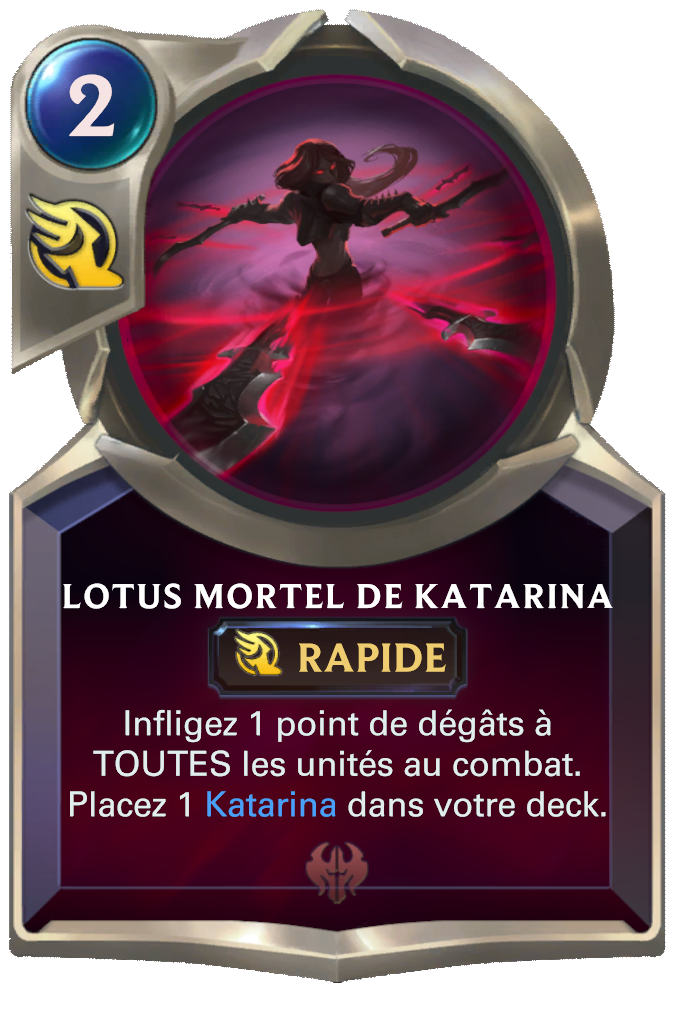 2
LOTUS MORTEL DE KATARINA
RAPIDE
Infligez 1 point de dégâts à
TOUTES les unités au combat.
Placez 1 Katarina dans votre deck.